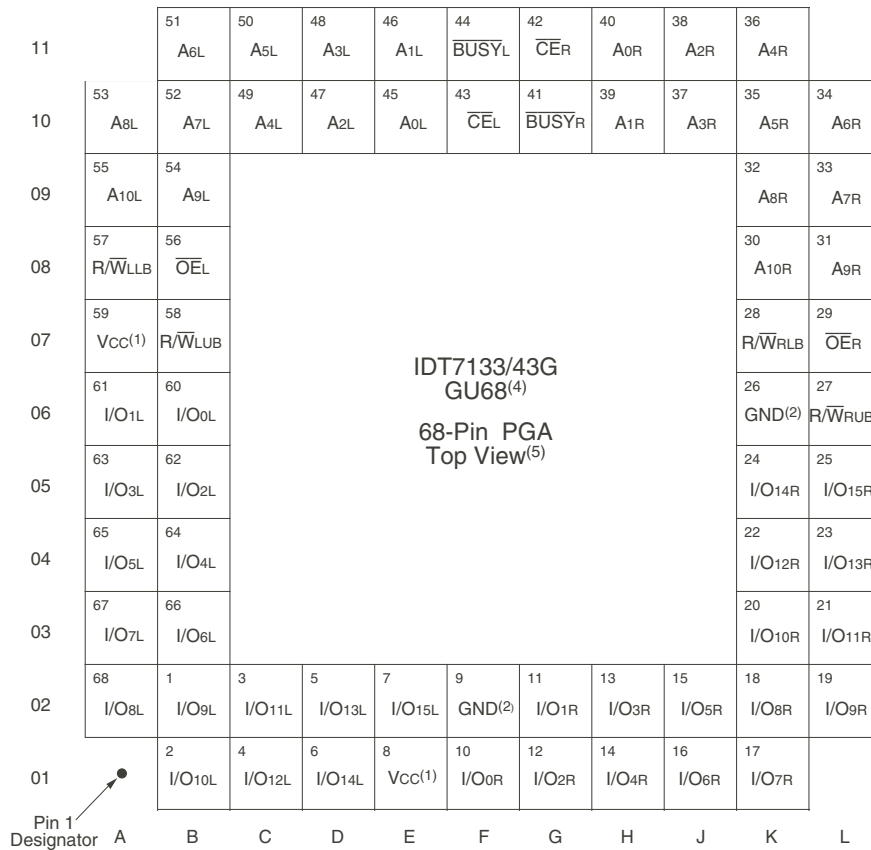 11
51 50 48 46 44 42 40 38 36
A6L A5L A3L A1L BUSYL CER A0R A2R A4R
10
53 52 49 47 45 43 41 39 37 35 34
A8L A7L A4L A2L A0L CEL BUSYR A1R A3R A5R A6R
09
55 54 32 33
A10L A9L A8R A7R
08
57 56 30 31
R/WLLB OEL A10R A9R
07
59 58 28 29
VCC(1) R/WLUB R/WRLB OER
IDT7133/43G
GU68(4)
68-Pin PGA
Top View(5)
06
61 60 26 27
I/O1L I/O0L GND(2) R/WRUB
05
63 62 24 25
I/O3L I/O2L I/O14R I/O15R
04
65 64 22 23
I/O5L I/O4L I/O12R I/O13R
03
67 66 20 21
I/O7L I/O6L I/O10R I/O11R
02
68 1 3 5 7 9 11 13 15 18 19
I/O8L I/O9L I/O11L I/O13L I/O15L GND(2) I/O1R I/O3R I/O5R I/O8R I/O9R
01
2 4 6 8 10 12 14 16 17
I/O10L I/O12L I/O14L VCC(1) I/O0R I/O2R I/O4R I/O6R I/O7R
Pin 1
Designator
A B C D E F G H J K L